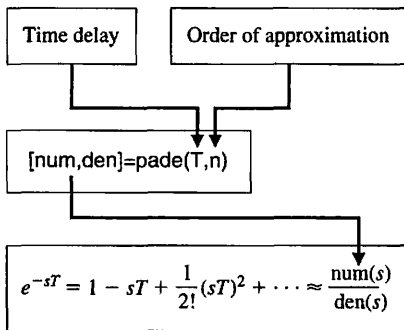 Time delay
Order of approximation
[num,den]=pade(T,n)
e^{-sT} = 1 - sT + \frac{1}{2!}(sT)^2 + \cdots ≈ \frac{num(s)}{den(s)}